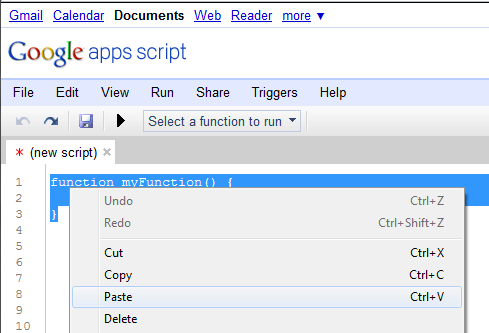 Gmail Calendar Documents Web Reader more ▼
Google apps script
File Edit View Run Share Triggers Help
Select a function to run
* (new script) ×
1 function myFunction() {
2
3 }
4
5
6
7
8
9
10
Undo Ctrl+Z
Redo Ctrl+Shift+Z
Cut Ctrl+X
Copy Ctrl+C
Paste Ctrl+V
Delete